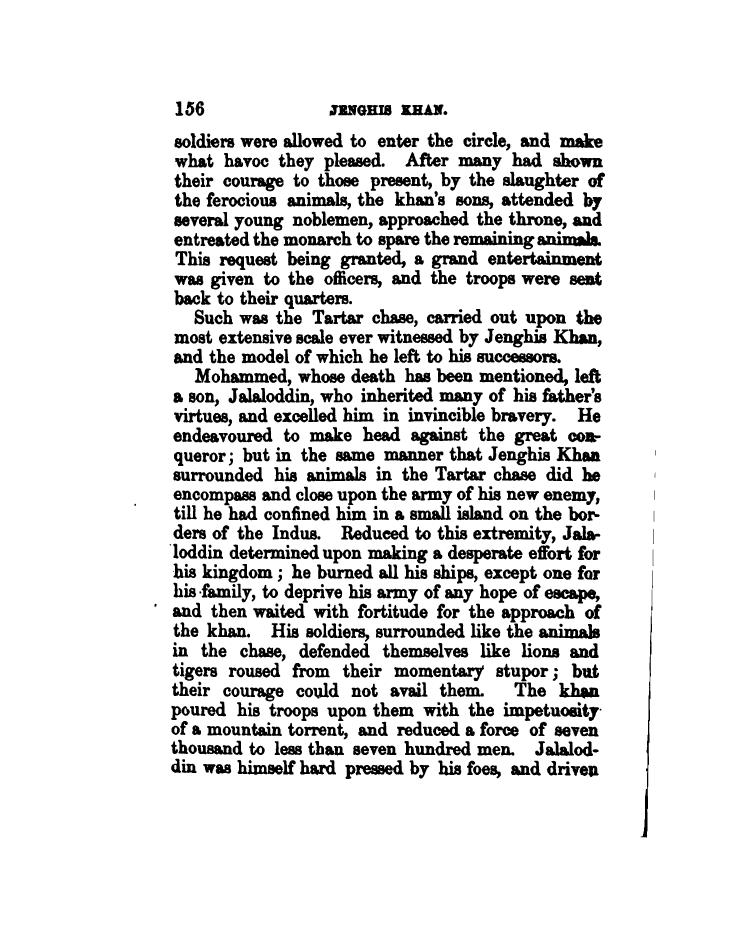 156 JENGHIS KHAN.
soldiers were allowed to enter the circle, and make
what havoc they pleased. After many had shown
their courage to those present, by the slaughter of
the ferocious animals, the khan's sons, attended by
several young noblemen, approached the throne, and
entreated the monarch to spare the remaining animals.
This request being granted, a grand entertainment
was given to the officers, and the troops were sent
back to their quarters.
Such was the Tartar chase, carried out upon the
most extensive scale ever witnessed by Jenghis Khan,
and the model of which he left to his successors.
Mohammed, whose death has been mentioned, left
a son, Jalaloddin, who inherited many of his father's
virtues, and excelled him in invincible bravery. He
endeavoured to make head against the great con-
queror; but in the same manner that Jenghis Khan
surrounded his animals in the Tartar chase did he
encompass and close upon the army of his new enemy,
till he had confined him in a small island on the bor-
ders of the Indus. Reduced to this extremity, Jala-
loddin determined upon making a desperate effort for
his kingdom; he burned all his ships, except one for
his family, to deprive his army of any hope of escape,
and then waited with fortitude for the approach of
the khan. His soldiers, surrounded like the animals
in the chase, defended themselves like lions and
tigers roused from their momentary stupor; but
their courage could not avail them. The khan
poured his troops upon them with the impetuosity
of a mountain torrent, and reduced a force of seven
thousand to less than seven hundred men. Jalalod-
din was himself hard pressed by his foes, and driven